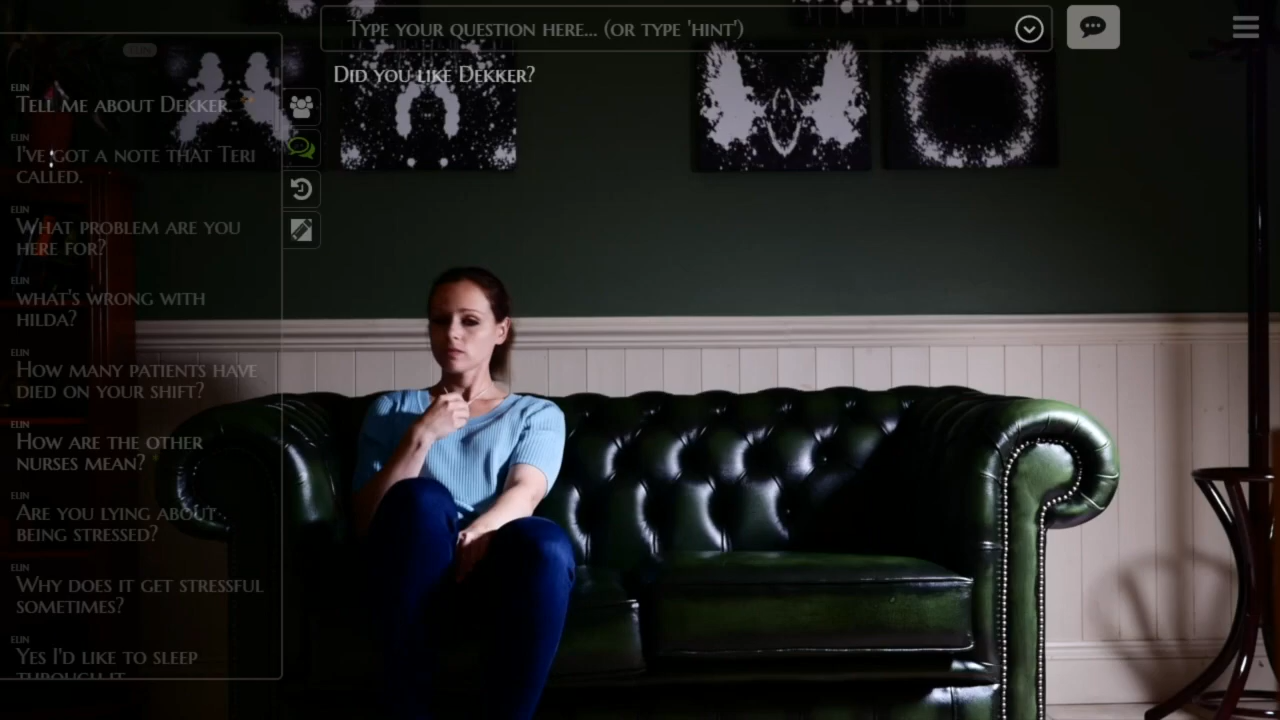 Type your question here... (or type 'hint')
Did you like Dekker?
ELIN
ELIN
Tell me about Dekker.
ELIN
I've got a note that Teri
called.
ELIN
What problem are you
here for?
ELIN
what's wrong with
Hilda?
ELIN
How many patients have
died on your shift?
ELIN
How are the other
nurses mean?
ELIN
Are you lying about
being stressed?
ELIN
Why does it get stressful
sometimes?
ELIN
Yes I'd like to sleep
through it